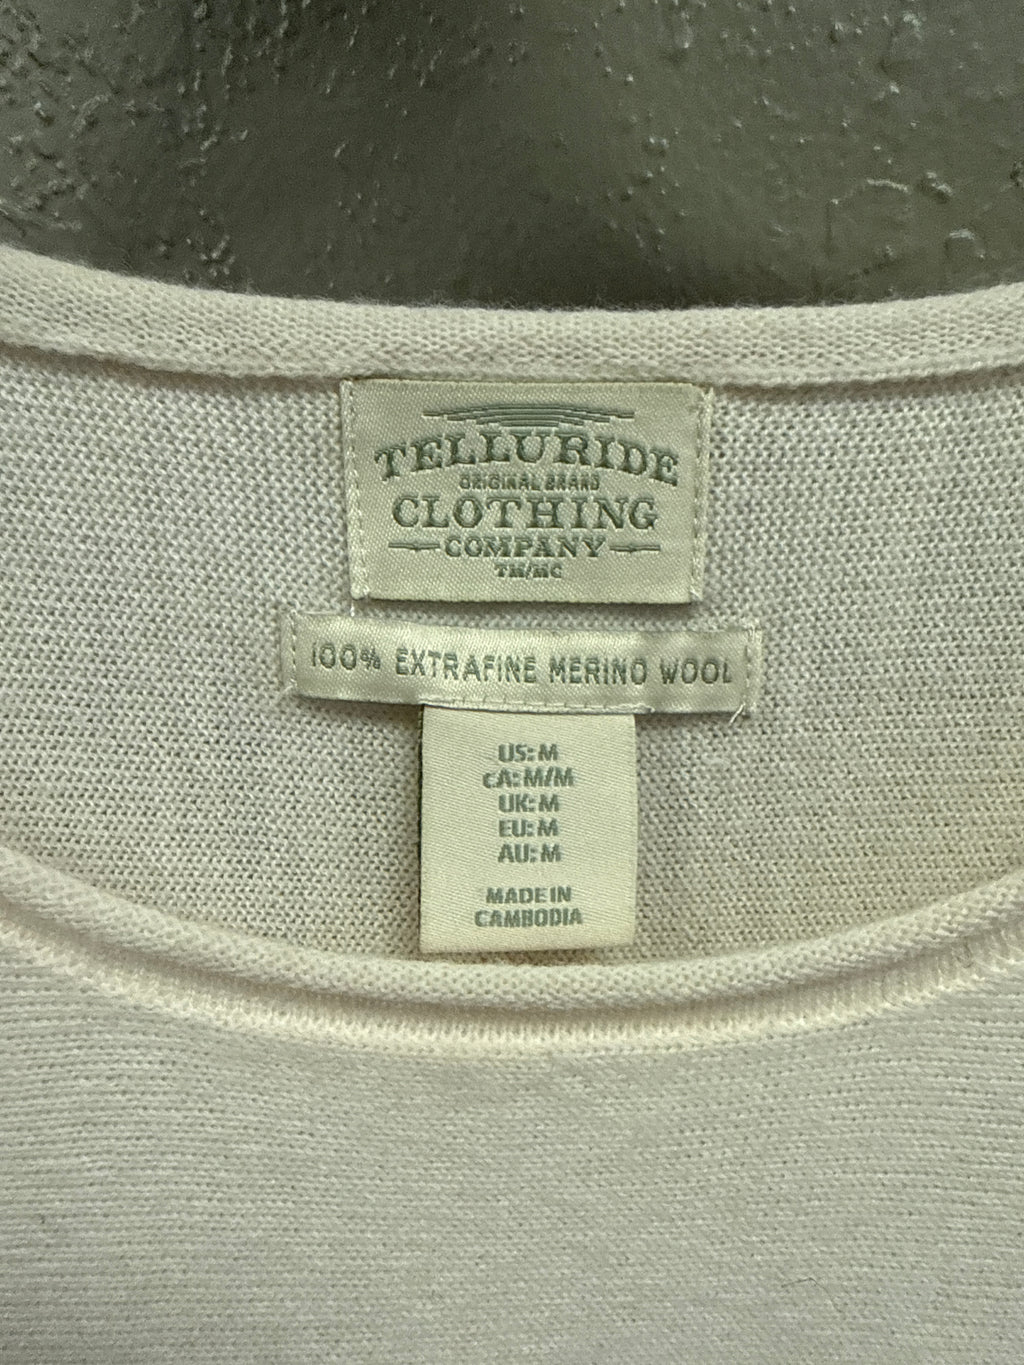 TELLURIDE
ORIGINAL BRAND
CLOTHING
COMPANY
TM/MC
100% EXTRAFINE MERINO WOOL
US: M
CA: M/M
UK: M
EU: M
AU: M
MADE IN
CAMBODIA